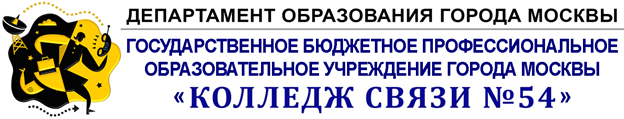 ДЕПАРТАМЕНТ ОБРАЗОВАНИЯ ГОРОДА МОСКВЫ
ГОСУДАРСТВЕННОЕ БЮДЖЕТНОЕ ПРОФЕССИОНАЛЬНОЕ
ОБРАЗОВАТЕЛЬНОЕ УЧРЕЖДЕНИЕ ГОРОДА МОСКВЫ
«КОЛЛЕДЖ СВЯЗИ №54»